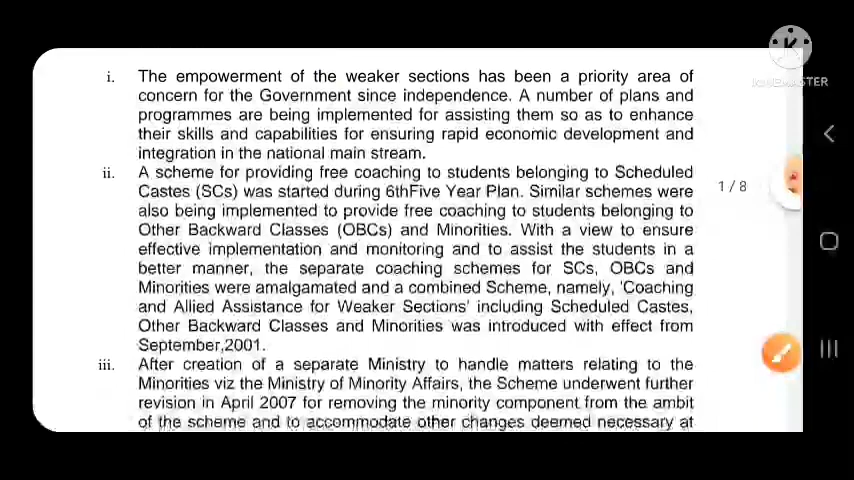 i. The empowerment of the weaker sections has been a priority area of
concern for the Government since independence. A number of plans and
programmes are being implemented for assisting them so as to enhance
their skills and capabilities for ensuring rapid economic development and
integration in the national main stream.
ii. A scheme for providing free coaching to students belonging to Scheduled
Castes (SCs) was started during 6thFive Year Plan. Similar schemes were
also being implemented to provide free coaching to students belonging to
Other Backward Classes (OBCs) and Minorities. With a view to ensure
effective implementation and monitoring and to assist the students in a
better manner, the separate coaching schemes for SCs, OBCs and
Minorities were amalgamated and a combined Scheme, namely, 'Coaching
and Allied Assistance for Weaker Sections' including Scheduled Castes,
Other Backward Classes and Minorities was introduced with effect from
September,2001.
iii. After creation of a separate Ministry to handle matters relating to the
Minorities viz the Ministry of Minority Affairs, the Scheme underwent further
revision in April 2007 for removing the minority component from the ambit
of the scheme and to accommodate other changes deemed necessary at
1 / 8
KINEMASTER